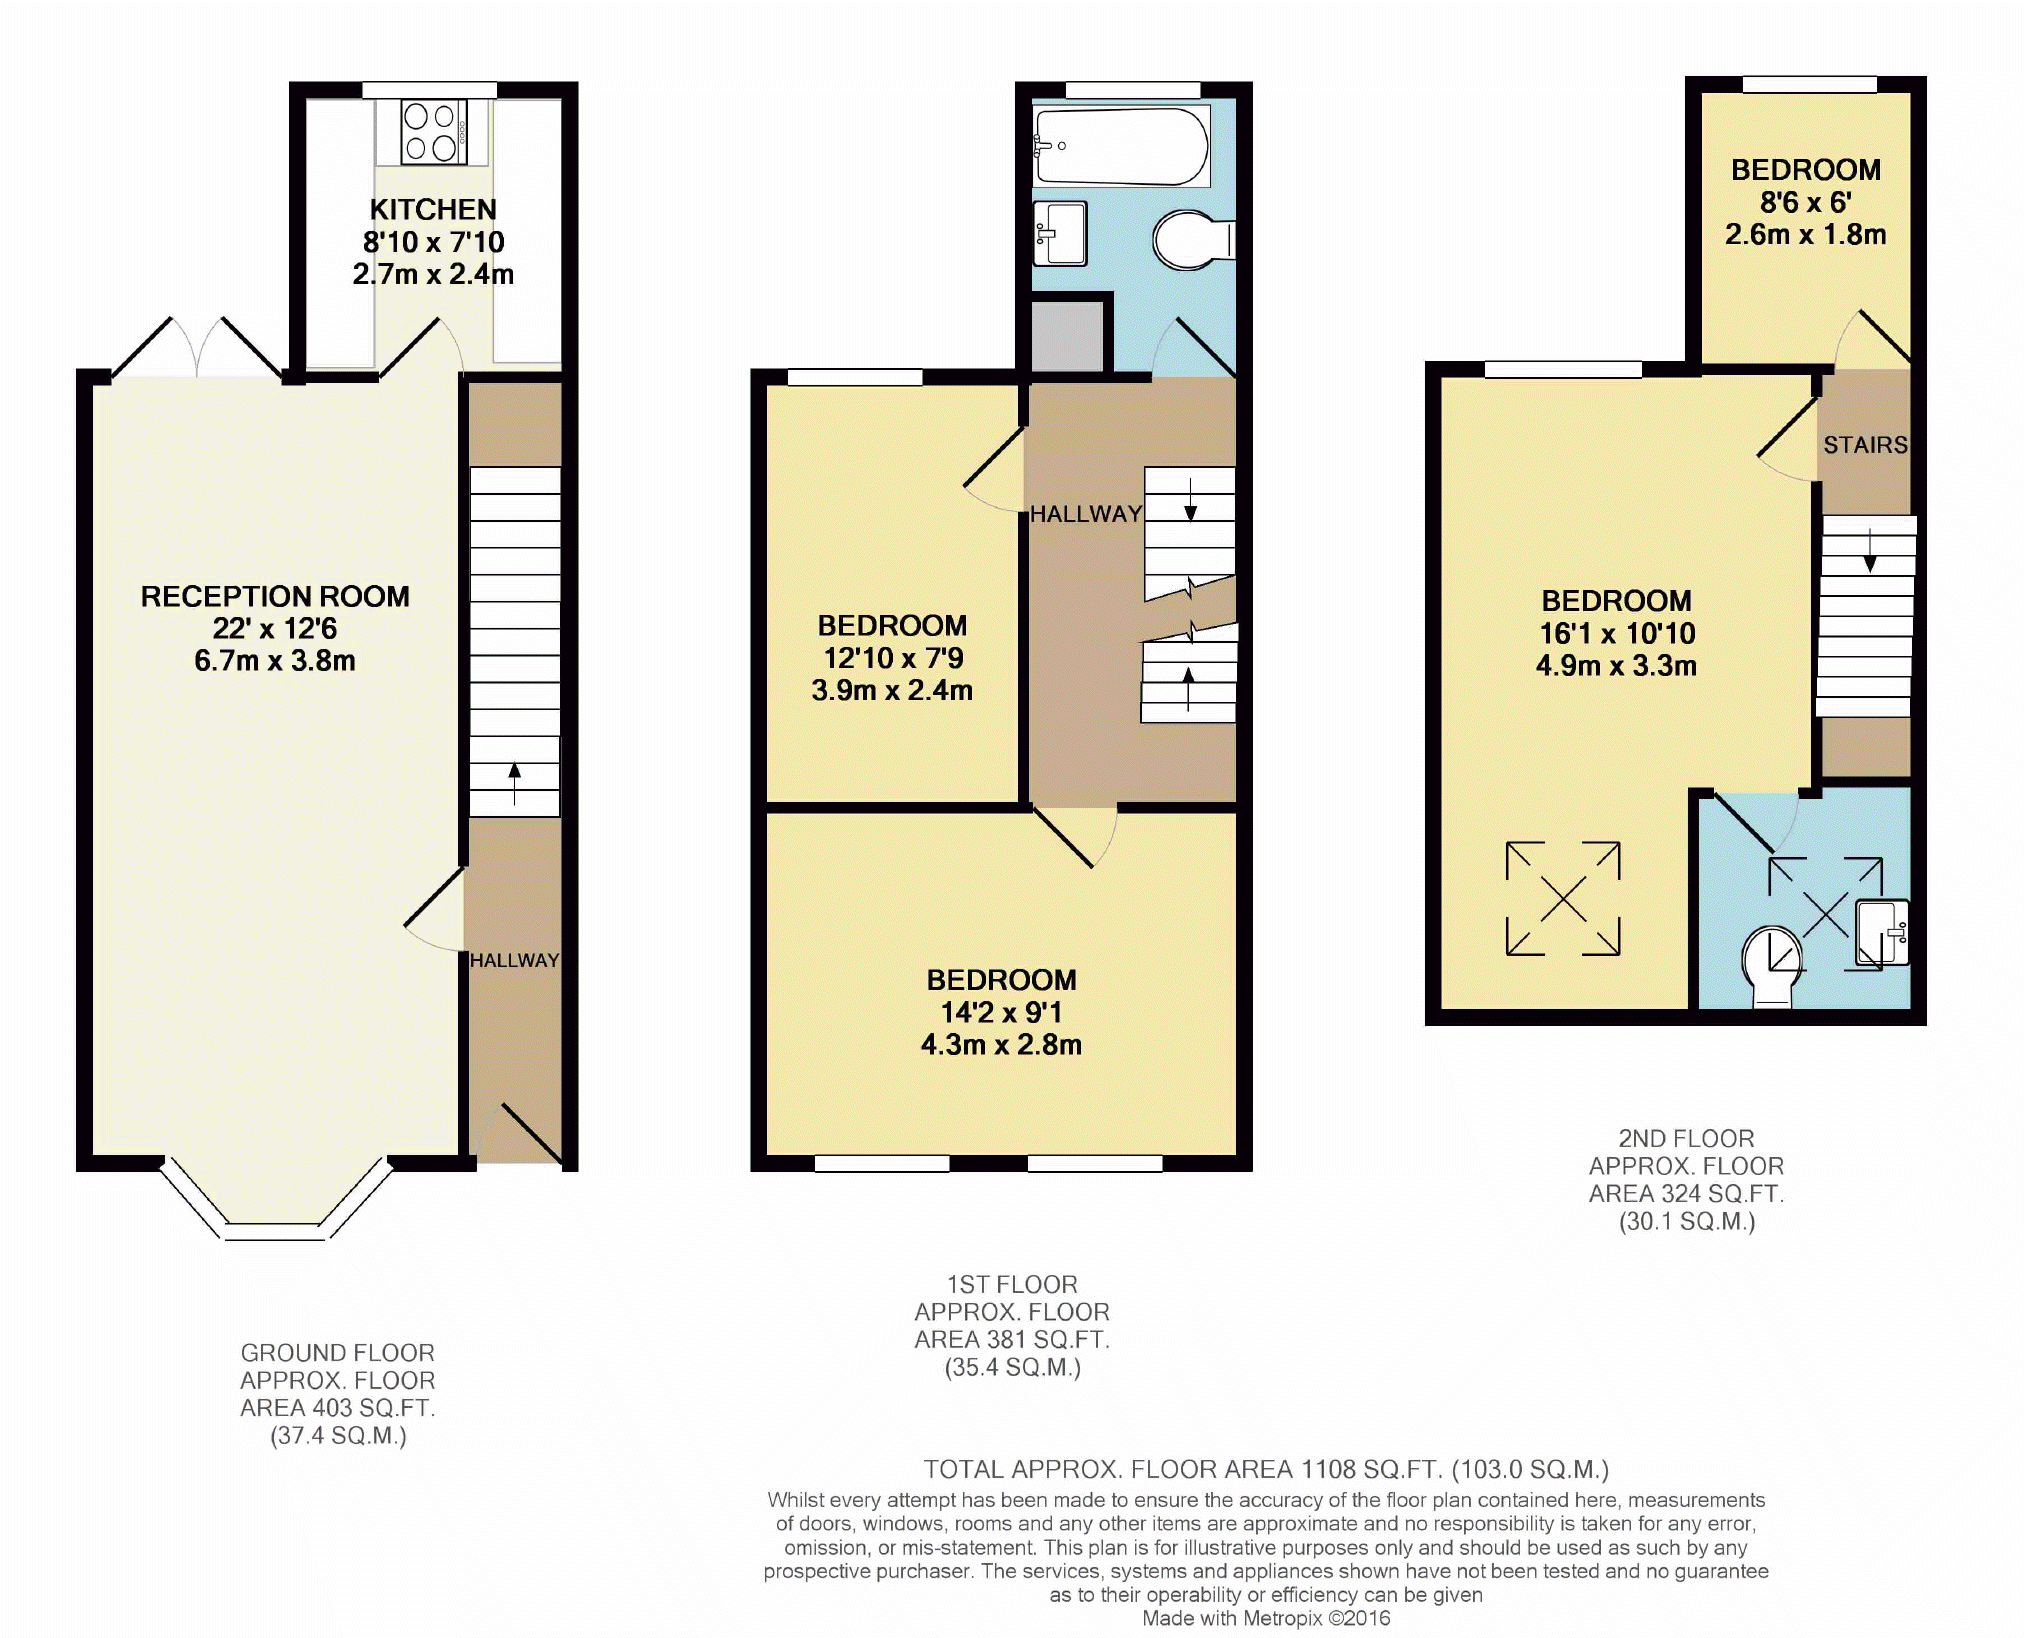 KITCHEN
8'10 x 7'10
2.7m x 2.4m
RECEPTION ROOM
22' x 12'6
6.7m x 3.8m
HALLWAY
GROUND FLOOR
APPROX. FLOOR
AREA 403 SQ.FT.
(37.4 SQ.M.)
HALLWAY
BEDROOM
12'10 x 7'9
3.9m x 2.4m
BEDROOM
14'2 x 9'1
4.3m x 2.8m
1ST FLOOR
APPROX. FLOOR
AREA 381 SQ.FT.
(35.4 SQ.M.)
BEDROOM
8'6 x 6'
2.6m x 1.8m
STAIRS
BEDROOM
16'1 x 10'10
4.9m x 3.3m
2ND FLOOR
APPROX. FLOOR
AREA 324 SQ.FT.
(30.1 SQ.M.)
TOTAL APPROX. FLOOR AREA 1108 SQ.FT. (103.0 SQ.M.)
Whilst every attempt has been made to ensure the accuracy of the floor plan contained here, measurements
of doors, windows, rooms and any other items are approximate and no responsibility is taken for any error,
omission, or mis-statement. This plan is for illustrative purposes only and should be used as such by any
prospective purchaser. The services, systems and appliances shown have not been tested and no guarantee
as to their operability or efficiency can be given
Made with Metropix ©2016